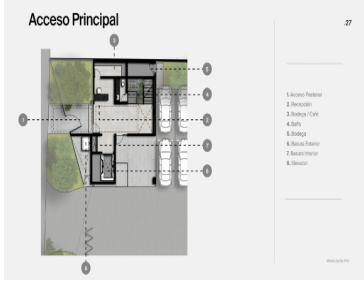 Acceso Principal
.27
1. Acceso Peatonal
2. Recepción
3. Bodega / Café
4. Baño
5. Bodega
6. Basura Exterior
7. Basura Interior
8. Elevador
1
2
3
4
5
7
6
8